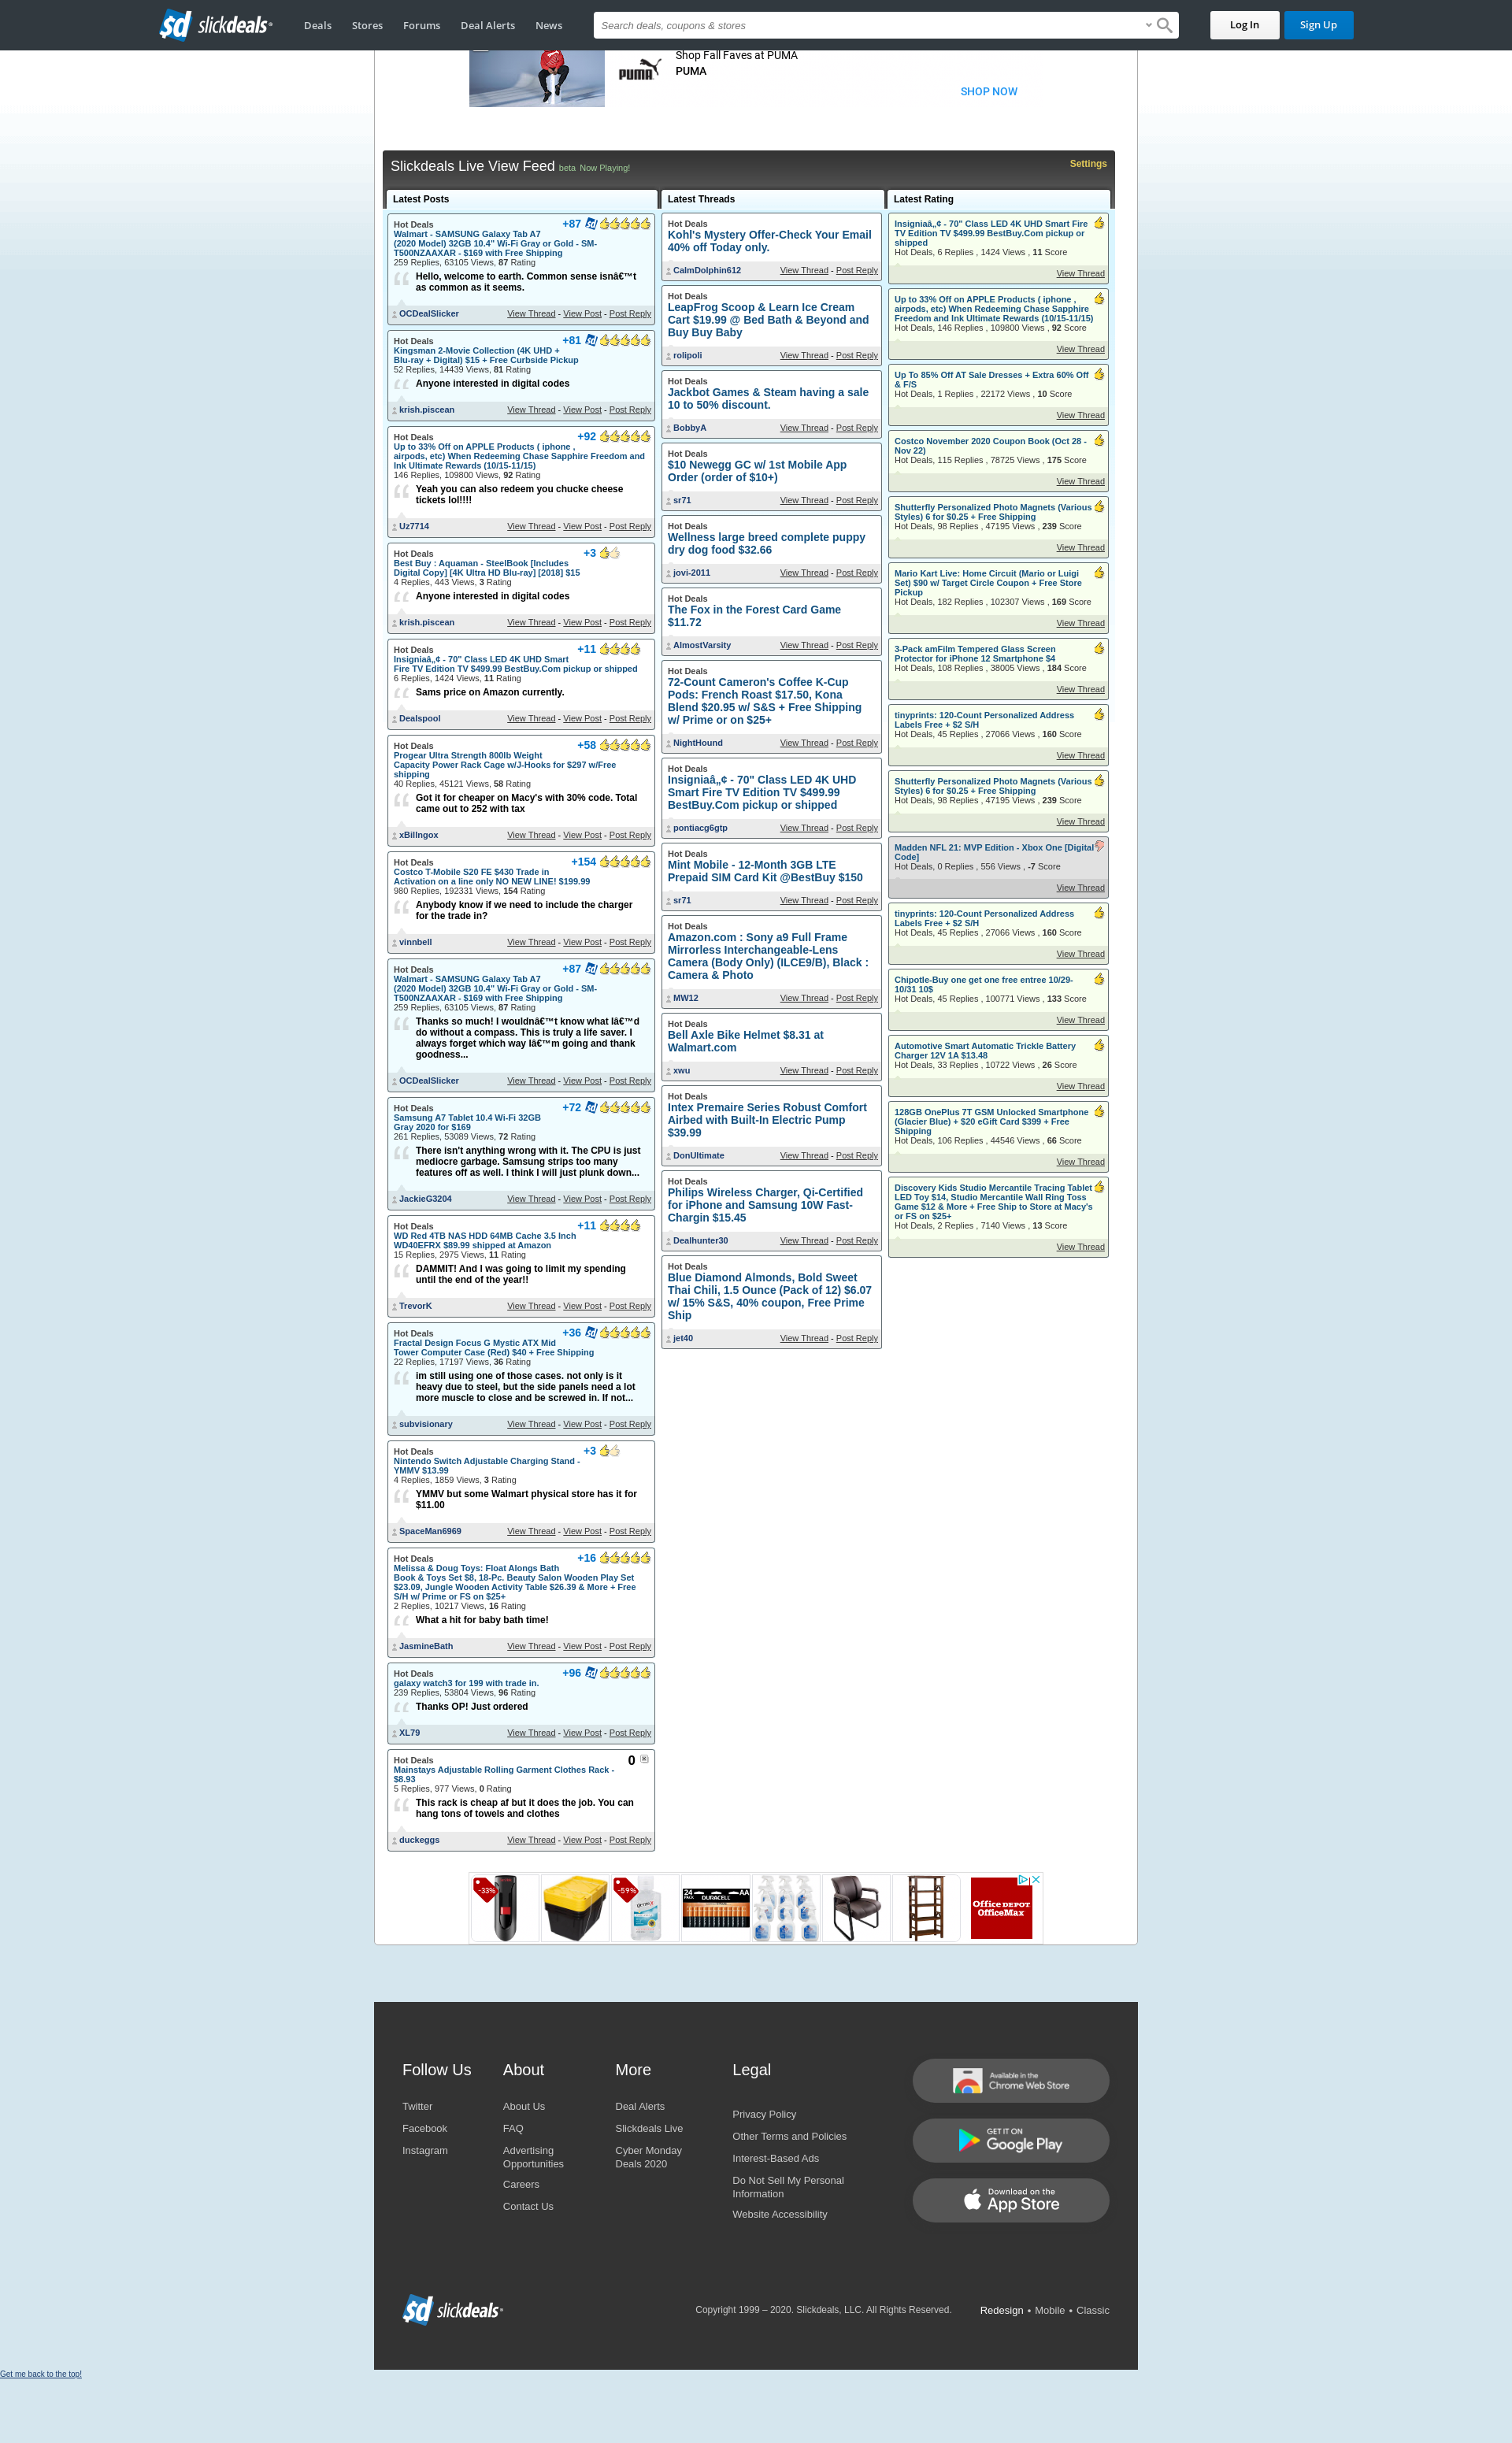 slickdeals
Deals
Stores
Forums
Deal Alerts
News
Search deals, coupons & stores
Log In
Sign Up
Shop Fall Faves at PUMA
PUMA
PUMA
SHOP NOW
Slickdeals Live View Feed beta Now Playing!
Settings
Latest Posts
Hot Deals
+87
Walmart - SAMSUNG Galaxy Tab A7
(2020 Model) 32GB 10.4" Wi-Fi Gray or Gold - SM-
T500NZAAXAR - $169 with Free Shipping
259 Replies, 63105 Views, 87 Rating
Hello, welcome to earth. Common sense isnâ€™t
as common as it seems.
OCDealSlicker
View Thread - View Post - Post Reply
Hot Deals
+81
Kingsman 2-Movie Collection (4K UHD +
Blu-ray + Digital) $15 + Free Curbside Pickup
52 Replies, 14439 Views, 81 Rating
Anyone interested in digital codes
krish.piscean
View Thread - View Post - Post Reply
Hot Deals
+92
Up to 33% Off on APPLE Products ( iphone ,
airpods, etc) When Redeeming Chase Sapphire Freedom and
Ink Ultimate Rewards (10/15-11/15)
146 Replies, 109800 Views, 92 Rating
Yeah you can also redeem you chucke cheese
tickets lol!!!!
Uz7714
View Thread - View Post - Post Reply
Hot Deals
+3
Best Buy : Aquaman - SteelBook [Includes
Digital Copy] [4K Ultra HD Blu-ray] [2018] $15
4 Replies, 443 Views, 3 Rating
Anyone interested in digital codes
krish.piscean
View Thread - View Post - Post Reply
Hot Deals
+11
Insigniaâ„¢ - 70" Class LED 4K UHD Smart
Fire TV Edition TV $499.99 BestBuy.Com pickup or shipped
6 Replies, 1424 Views, 11 Rating
Sams price on Amazon currently.
Dealspool
View Thread - View Post - Post Reply
Hot Deals
+58
Progear Ultra Strength 800lb Weight
Capacity Power Rack Cage w/J-Hooks for $297 w/Free
shipping
40 Replies, 45121 Views, 58 Rating
Got it for cheaper on Macy's with 30% code. Total
came out to 252 with tax
xBillngox
View Thread - View Post - Post Reply
Hot Deals
+154
Costco T-Mobile S20 FE $430 Trade in
Activation on a line only NO NEW LINE! $199.99
980 Replies, 192331 Views, 154 Rating
Anybody know if we need to include the charger
for the trade in?
vinnbell
View Thread - View Post - Post Reply
Hot Deals
+87
Walmart - SAMSUNG Galaxy Tab A7
(2020 Model) 32GB 10.4" Wi-Fi Gray or Gold - SM-
T500NZAAXAR - $169 with Free Shipping
259 Replies, 63105 Views, 87 Rating
Thanks so much! I wouldnâ€™t know what Iâ€™d
do without a compass. This is truly a life saver. I
always forget which way Iâ€™m going and thank
goodness...
OCDealSlicker
View Thread - View Post - Post Reply
Hot Deals
+72
Samsung A7 Tablet 10.4 Wi-Fi 32GB
Gray 2020 for $169
261 Replies, 53089 Views, 72 Rating
There isn't anything wrong with it. The CPU is just
mediocre garbage. Samsung strips too many
features off as well. I think I will just plunk down...
JackieG3204
View Thread - View Post - Post Reply
Hot Deals
+11
WD Red 4TB NAS HDD 64MB Cache 3.5 Inch
WD40EFRX $89.99 shipped at Amazon
15 Replies, 2975 Views, 11 Rating
DAMMIT! And I was going to limit my spending
until the end of the year!!
TrevorK
View Thread - View Post - Post Reply
Hot Deals
+36
Fractal Design Focus G Mystic ATX Mid
Tower Computer Case (Red) $40 + Free Shipping
22 Replies, 17197 Views, 36 Rating
im still using one of those cases. not only is it
heavy due to steel, but the side panels need a lot
more muscle to close and be screwed in. If not...
subvisionary
View Thread - View Post - Post Reply
Hot Deals
+3
Nintendo Switch Adjustable Charging Stand -
YMMV $13.99
4 Replies, 1859 Views, 3 Rating
YMMV but some Walmart physical store has it for
$11.00
SpaceMan6969
View Thread - View Post - Post Reply
Hot Deals
+16
Melissa & Doug Toys: Float Alongs Bath
Book & Toys Set $8, 18-Pc. Beauty Salon Wooden Play Set
$23.09, Jungle Wooden Activity Table $26.39 & More + Free
S/H w/ Prime or FS on $25+
2 Replies, 10217 Views, 16 Rating
What a hit for baby bath time!
JasmineBath
View Thread - View Post - Post Reply
Hot Deals
+96
galaxy watch3 for 199 with trade in.
239 Replies, 53804 Views, 96 Rating
Thanks OP! Just ordered
XL79
View Thread - View Post - Post Reply
Hot Deals
0
Mainstays Adjustable Rolling Garment Clothes Rack -
$8.93
5 Replies, 977 Views, 0 Rating
This rack is cheap af but it does the job. You can
hang tons of towels and clothes
duckeggs
View Thread - View Post - Post Reply
Latest Threads
Hot Deals
Kohl's Mystery Offer-Check Your Email
40% off Today only.
CalmDolphin612
View Thread - Post Reply
Hot Deals
LeapFrog Scoop & Learn Ice Cream
Cart $19.99 @ Bed Bath & Beyond and
Buy Buy Baby
rolipoli
View Thread - Post Reply
Hot Deals
Jackbot Games & Steam having a sale
10 to 50% discount.
BobbyA
View Thread - Post Reply
Hot Deals
$10 Newegg GC w/ 1st Mobile App
Order (order of $10+)
sr71
View Thread - Post Reply
Hot Deals
Wellness large breed complete puppy
dry dog food $32.66
jovi-2011
View Thread - Post Reply
Hot Deals
The Fox in the Forest Card Game
$11.72
AlmostVarsity
View Thread - Post Reply
Hot Deals
72-Count Cameron's Coffee K-Cup
Pods: French Roast $17.50, Kona
Blend $20.95 w/ S&S + Free Shipping
w/ Prime or on $25+
NightHound
View Thread - Post Reply
Hot Deals
Insigniaâ„¢ - 70" Class LED 4K UHD
Smart Fire TV Edition TV $499.99
BestBuy.Com pickup or shipped
pontiacg6gtp
View Thread - Post Reply
Hot Deals
Mint Mobile - 12-Month 3GB LTE
Prepaid SIM Card Kit @BestBuy $150
sr71
View Thread - Post Reply
Hot Deals
Amazon.com : Sony a9 Full Frame
Mirrorless Interchangeable-Lens
Camera (Body Only) (ILCE9/B), Black :
Camera & Photo
MW12
View Thread - Post Reply
Hot Deals
Bell Axle Bike Helmet $8.31 at
Walmart.com
xwu
View Thread - Post Reply
Hot Deals
Intex Premaire Series Robust Comfort
Airbed with Built-In Electric Pump
$39.99
DonUltimate
View Thread - Post Reply
Hot Deals
Philips Wireless Charger, Qi-Certified
for iPhone and Samsung 10W Fast-
Chargin $15.45
Dealhunter30
View Thread - Post Reply
Hot Deals
Blue Diamond Almonds, Bold Sweet
Thai Chili, 1.5 Ounce (Pack of 12) $6.07
w/ 15% S&S, 40% coupon, Free Prime
Ship
jet40
View Thread - Post Reply
Latest Rating
Insigniaâ„¢ - 70" Class LED 4K UHD Smart Fire
TV Edition TV $499.99 BestBuy.Com pickup or
shipped
Hot Deals, 6 Replies , 1424 Views , 11 Score
View Thread
Up to 33% Off on APPLE Products ( iphone ,
airpods, etc) When Redeeming Chase Sapphire
Freedom and Ink Ultimate Rewards (10/15-11/15)
Hot Deals, 146 Replies , 109800 Views , 92 Score
View Thread
Up To 85% Off AT Sale Dresses + Extra 60% Off
& F/S
Hot Deals, 1 Replies , 22172 Views , 10 Score
View Thread
Costco November 2020 Coupon Book (Oct 28 -
Nov 22)
Hot Deals, 115 Replies , 78725 Views , 175 Score
View Thread
Shutterfly Personalized Photo Magnets (Various
Styles) 6 for $0.25 + Free Shipping
Hot Deals, 98 Replies , 47195 Views , 239 Score
View Thread
Mario Kart Live: Home Circuit (Mario or Luigi
Set) $90 w/ Target Circle Coupon + Free Store
Pickup
Hot Deals, 182 Replies , 102307 Views , 169 Score
View Thread
3-Pack amFilm Tempered Glass Screen
Protector for iPhone 12 Smartphone $4
Hot Deals, 108 Replies , 38005 Views , 184 Score
View Thread
tinyprints: 120-Count Personalized Address
Labels Free + $2 S/H
Hot Deals, 45 Replies , 27066 Views , 160 Score
View Thread
Shutterfly Personalized Photo Magnets (Various
Styles) 6 for $0.25 + Free Shipping
Hot Deals, 98 Replies , 47195 Views , 239 Score
View Thread
Madden NFL 21: MVP Edition - Xbox One [Digital
Code]
Hot Deals, 0 Replies , 556 Views , -7 Score
View Thread
tinyprints: 120-Count Personalized Address
Labels Free + $2 S/H
Hot Deals, 45 Replies , 27066 Views , 160 Score
View Thread
Chipotle-Buy one get one free entree 10/29-
10/31 10$
Hot Deals, 45 Replies , 100771 Views , 133 Score
View Thread
Automotive Smart Automatic Trickle Battery
Charger 12V 1A $13.48
Hot Deals, 33 Replies , 10722 Views , 26 Score
View Thread
128GB OnePlus 7T GSM Unlocked Smartphone
(Glacier Blue) + $20 eGift Card $399 + Free
Shipping
Hot Deals, 106 Replies , 44546 Views , 66 Score
View Thread
Discovery Kids Studio Mercantile Tracing Tablet
LED Toy $14, Studio Mercantile Wall Ring Toss
Game $12 & More + Free Ship to Store at Macy's
or FS on $25+
Hot Deals, 2 Replies , 7140 Views , 13 Score
View Thread
-33%
-59%
24
PACK
DURACELL
AA
Office DEPOT
OfficeMax
Follow Us
Twitter
Facebook
Instagram
About
About Us
FAQ
Advertising
Opportunities
Careers
Contact Us
More
Deal Alerts
Slickdeals Live
Cyber Monday
Deals 2020
Legal
Privacy Policy
Other Terms and Policies
Interest-Based Ads
Do Not Sell My Personal
Information
Website Accessibility
Available in the
Chrome Web Store
GET IT ON
Google Play
Download on the
App Store
slickdeals
Copyright 1999 – 2020. Slickdeals, LLC. All Rights Reserved.
Redesign • Mobile • Classic
Get me back to the top!